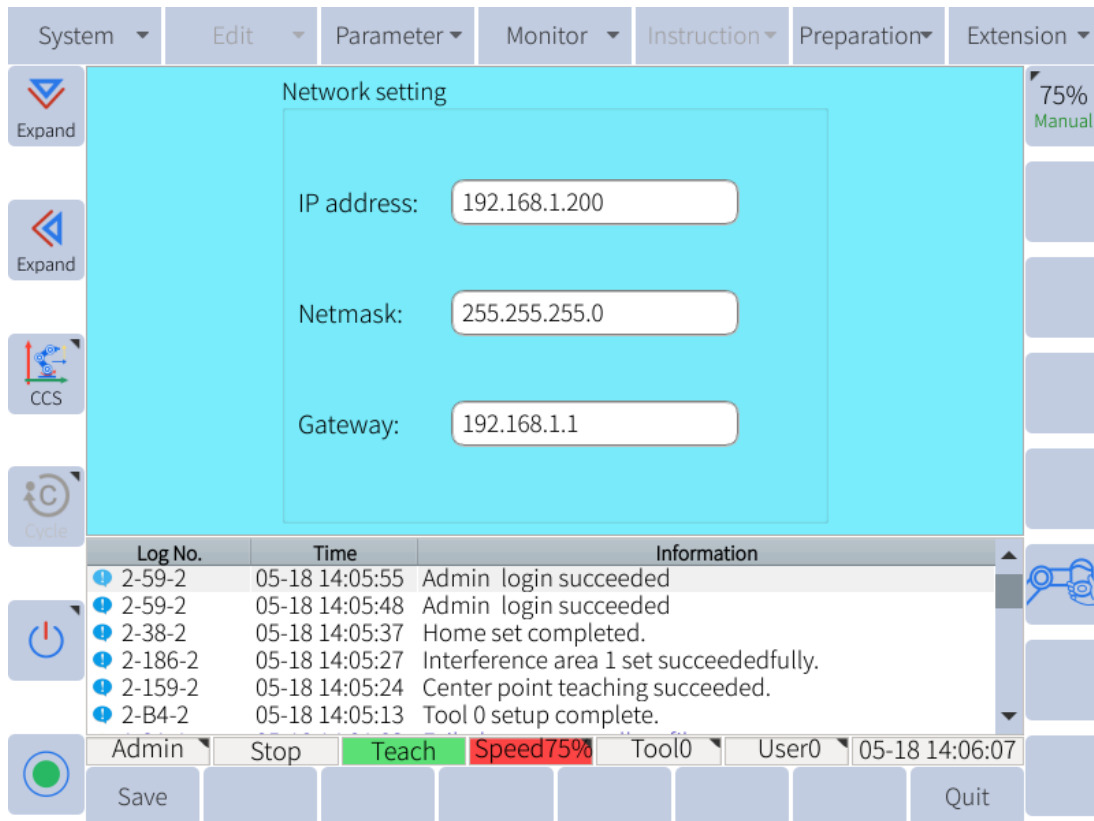 System Edit Parameter Monitor Instruction Preparation Extension
Expand
Network setting
75%
Manual
IP address: 192.168.1.200
Expand
Netmask: 255.255.255.0
CCS
Gateway: 192.168.1.1
Cycle
Log No. Time Information
2-59-2 05-18 14:05:55 Admin login succeeded
2-59-2 05-18 14:05:48 Admin login succeeded
2-38-2 05-18 14:05:37 Home set completed.
2-186-2 05-18 14:05:27 Interference area 1 set succeededfully.
2-159-2 05-18 14:05:24 Center point teaching succeeded.
2-B4-2 05-18 14:05:13 Tool 0 setup complete.
Admin Stop Teach Speed75% Tool0 User0 05-18 14:06:07
Save Quit